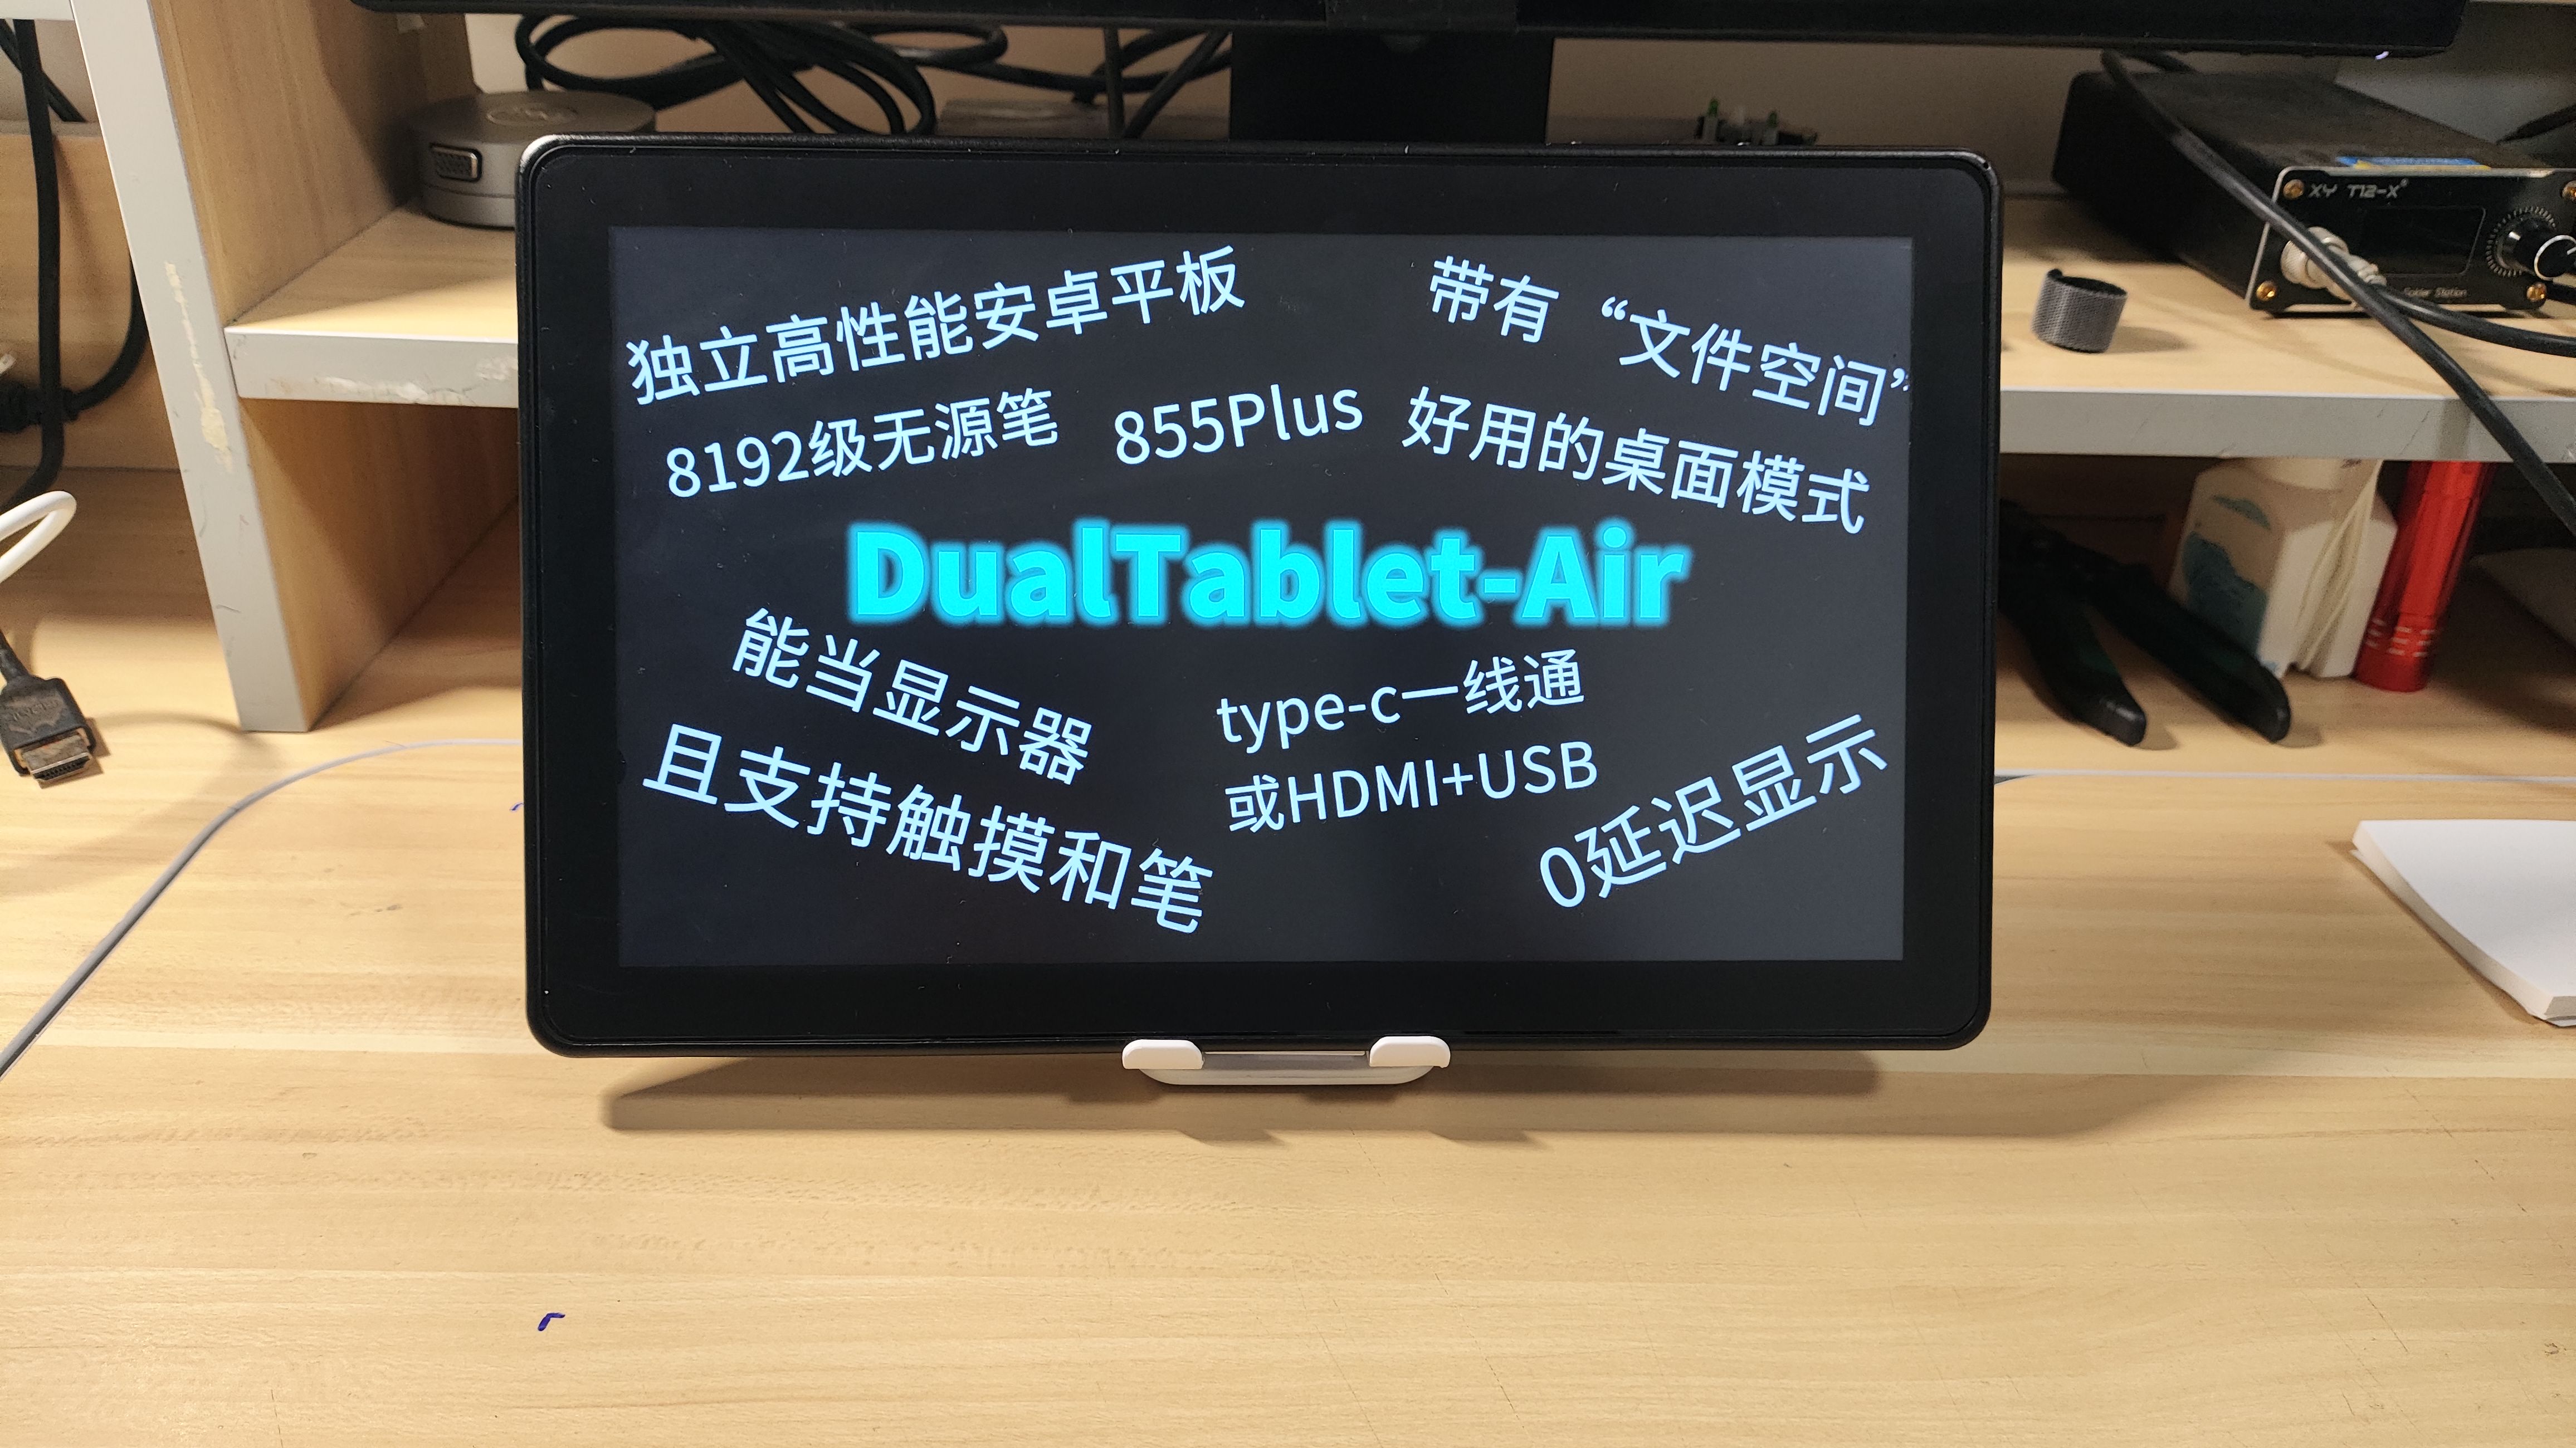 独立高性能安卓平板
带有“文件空间”
8192级无源笔
855Plus
好用的桌面模式
DualTablet-Air
能当显示器
且支持触摸和笔
type-c一线通
或HDMI+USB
0延迟显示
XY T12-X
Solder Station